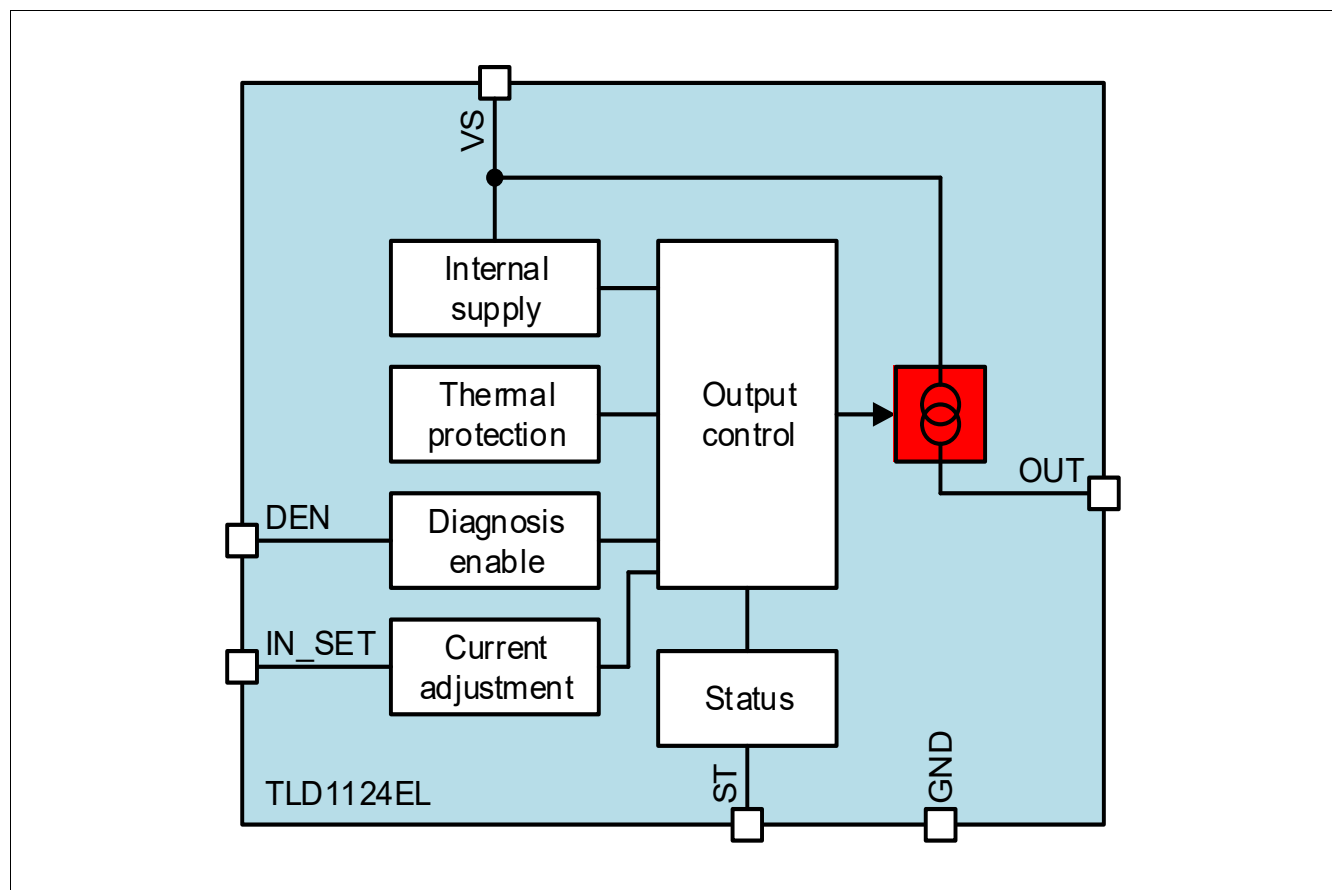 VS
Internal
supply
Thermal
protection
Output
control
OUT
DEN
Diagnosis
enable
IN_SET
Current
adjustment
Status
ST
GND
TLD1124EL